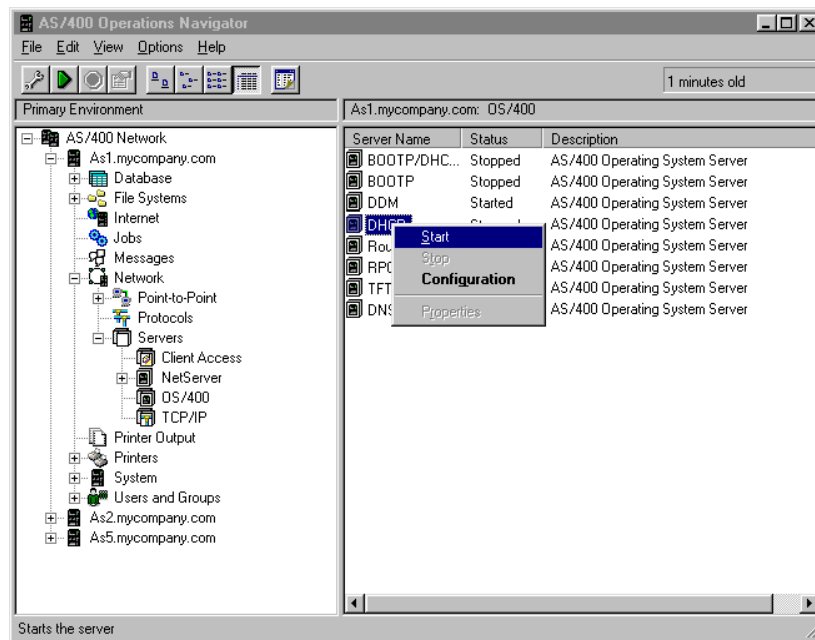 AS/400 Operations Navigator
File Edit View Options Help
1 minutes old
Primary Environment
As1.mycompany.com: OS/400
AS/400 Network
As1.mycompany.com
Database
File Systems
Internet
Jobs
Messages
Network
Point-to-Point
Protocols
Servers
Client Access
NetServer
OS/400
TCP/IP
Printer Output
Printers
System
Users and Groups
As2.mycompany.com
As5.mycompany.com
Server Name Status Description
BOOTP/DHC... Stopped AS/400 Operating System Server
BOOTP Stopped AS/400 Operating System Server
DDM Started AS/400 Operating System Server
DHCP AS/400 Operating System Server
Rou AS/400 Operating System Server
RPC AS/400 Operating System Server
TFT AS/400 Operating System Server
DNS AS/400 Operating System Server
Start
Stop
Configuration
Properties
Starts the server